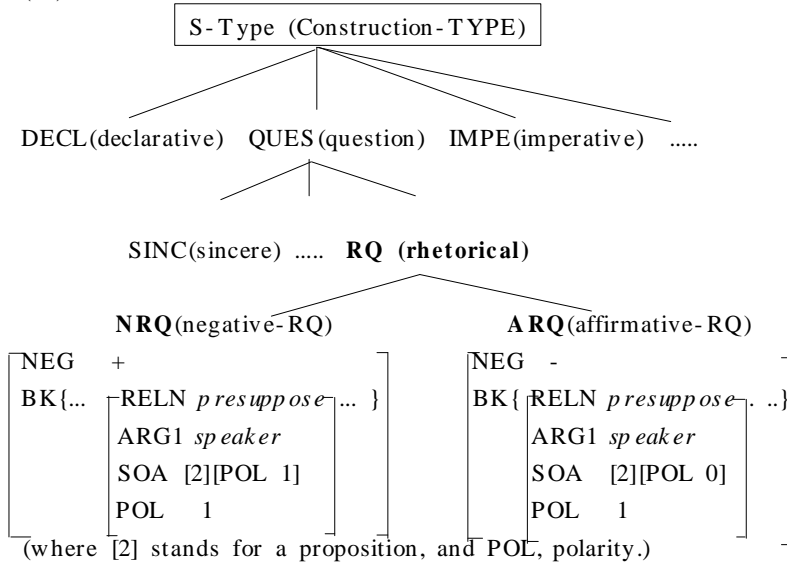 S-Type (Construction-TYPE)
DECL(declarative) QUES(question) IMPE(imperative) .....
SINC(sincere) ..... RQ (rhetorical)
NRQ(negative-RQ) ARQ(affirmative-RQ)
NEG + NEG -
BK{... RELN presuppose ... } BK{ RELN presuppose . ..}
ARG1 speaker ARG1 speaker
SOA [2][POL 1] SOA [2][POL 0]
POL 1 POL 1
(where [2] stands for a proposition, and POL, polarity.)